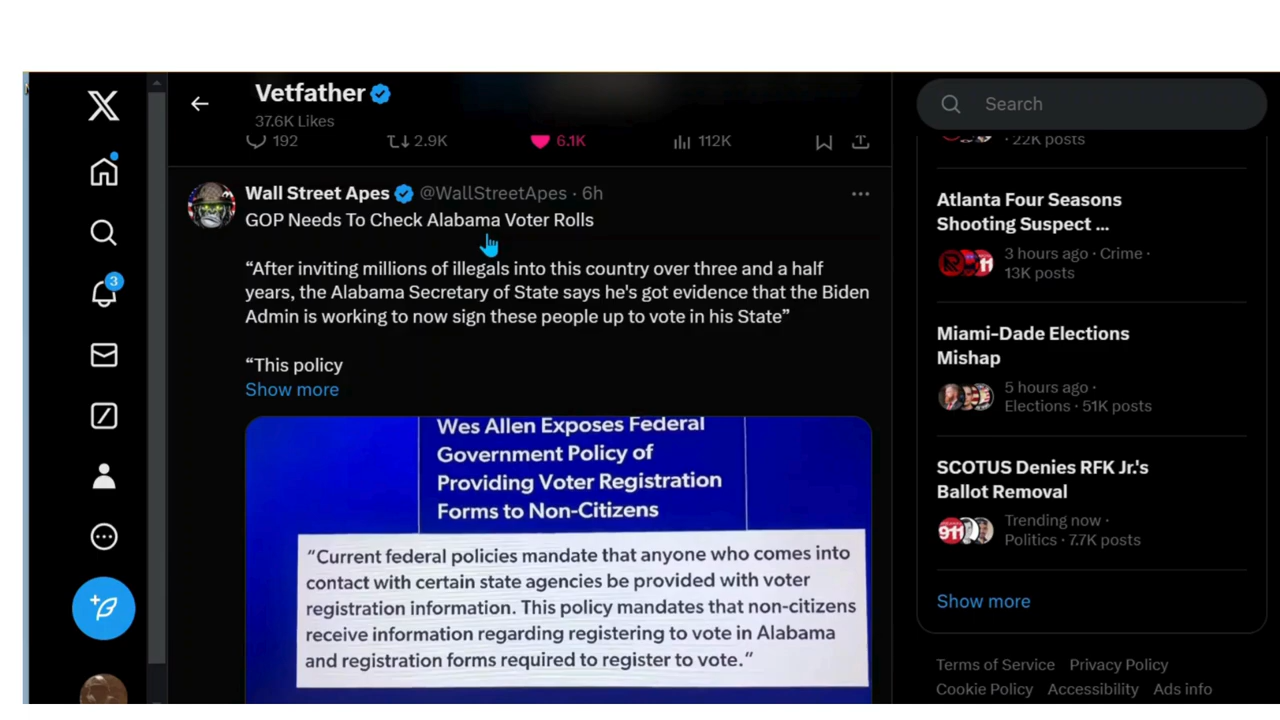 Vetfather
37.6K Likes
192 2.9K 6.1K 112K
Wall Street Apes @WallStreetApes · 6h
GOP Needs To Check Alabama Voter Rolls
“After inviting millions of illegals into this country over three and a half
years, the Alabama Secretary of State says he's got evidence that the Biden
Admin is working to now sign these people up to vote in his State”
“This policy
Show more
Wes Allen Exposes Federal
Government Policy of
Providing Voter Registration
Forms to Non-Citizens
“Current federal policies mandate that anyone who comes into
contact with certain state agencies be provided with voter
registration information. This policy mandates that non-citizens
receive information regarding registering to vote in Alabama
and registration forms required to register to vote.”
3
Search
· 22K posts
Atlanta Four Seasons
Shooting Suspect ...
3 hours ago · Crime ·
13K posts
Miami-Dade Elections
Mishap
5 hours ago ·
Elections · 51K posts
SCOTUS Denies RFK Jr.'s
Ballot Removal
Trending now ·
Politics · 7.7K posts
Show more
Terms of Service Privacy Policy
Cookie Policy Accessibility Ads info